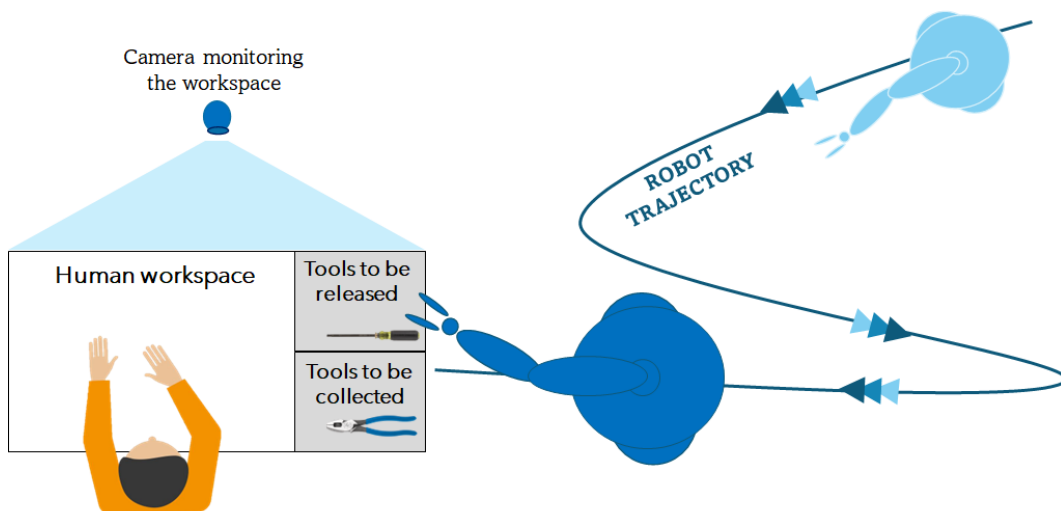 Camera monitoring
the workspace
ROBOT
TRAJECTORY
Human workspace
Tools to be
released
Tools to be
collected